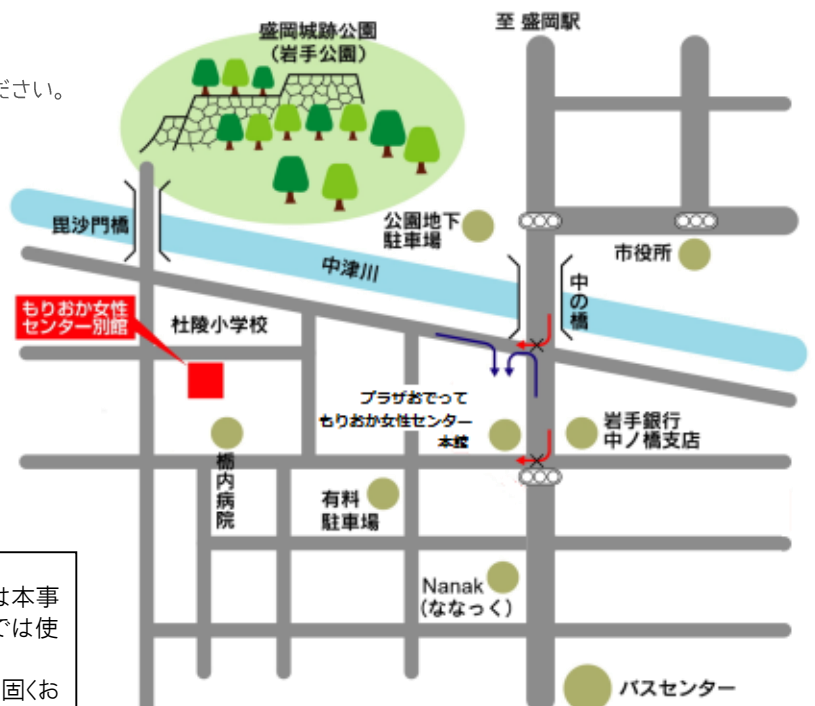 至 盛岡駅
盛岡城跡公園
（岩手公園）
ださい。
毘沙門橋
公園地下
駐車場
中津川
中の橋
市役所
もりおか女性
センター別館
杜陵小学校
プラザおでって
もりおか女性センター
本館
岩手銀行
中ノ橋支店
栃内病院
有料
駐車場
Nanak
（ななっく）
バスセンター
は本事
では使
固くお